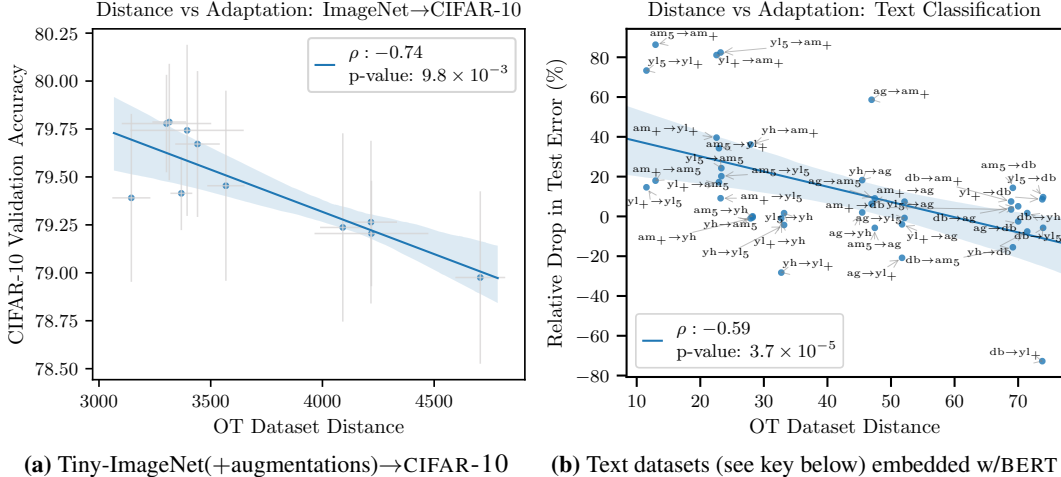 Distance vs Adaptation: ImageNet→CIFAR-10
CIFAR-10 Validation Accuracy
80.25
80.00
79.75
79.50
79.25
79.00
78.75
78.50
ρ : −0.74
p-value: 9.8 × 10⁻³
3000
3500
4000
4500
OT Dataset Distance
(a) Tiny-ImageNet(+augmentations)→CIFAR-10
Distance vs Adaptation: Text Classification
Relative Drop in Test Error (%)
80
60
40
20
0
−20
−40
−60
−80
am₅→am₊
yl₅→am₊
yl₅→yl₊
yl₊→am₊
ag→am₊
am₊→yl₊
am₅→yl₊
yh→am₊
am₊→am₅
yl₅→am₅
am₅→yl₅
yl₊→yl₅
yl₊→am₅
am₊→yl₅
yh→ag
ag→am₅
am₊→ag
am₅→db
db→am₊
yl₅→db
yl₊→db
am₅→yh
am₊→db
yl₅→ag
yh→am₅
yl₅→yh
ag→yl₅
db→ag
db→yh
am₊→yh
yl₊→yh
ag→yh
yl₊→ag
ag→db
db→yl₅
yh→yl₅
am₅→ag
yh→db
yh→yl₊
ag→yl₊
db→am₅
db→yl₊
ρ : −0.59
p-value: 3.7 × 10⁻⁵
10
20
30
40
50
60
70
OT Dataset Distance
(b) Text datasets (see key below) embedded w/BERT